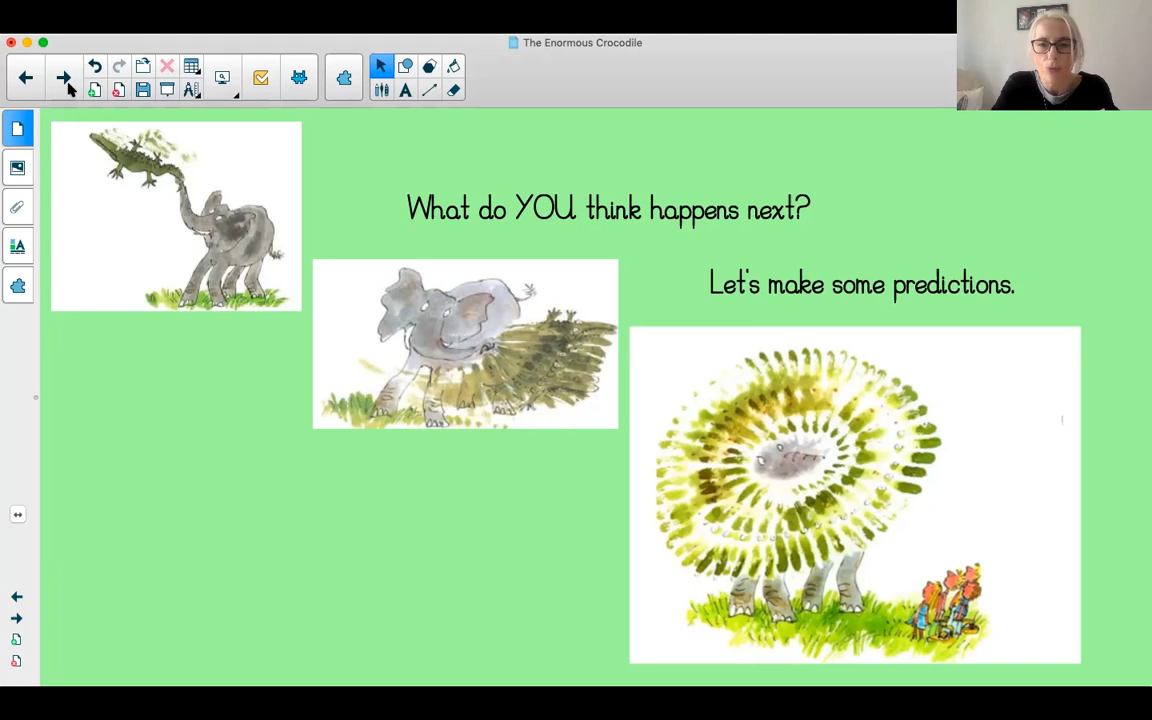 The Enormous Crocodile
What do YOU think happens next?
Let's make some predictions.